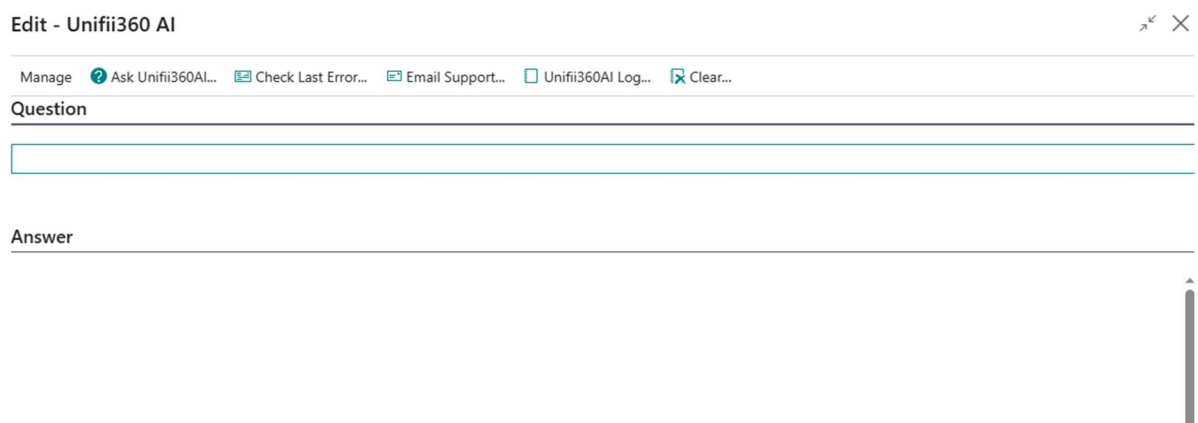 Edit - Unifii360 AI
Manage Ask Unifii360AI... Check Last Error... Email Support... Unifii360AI Log... Clear...
Question
Answer